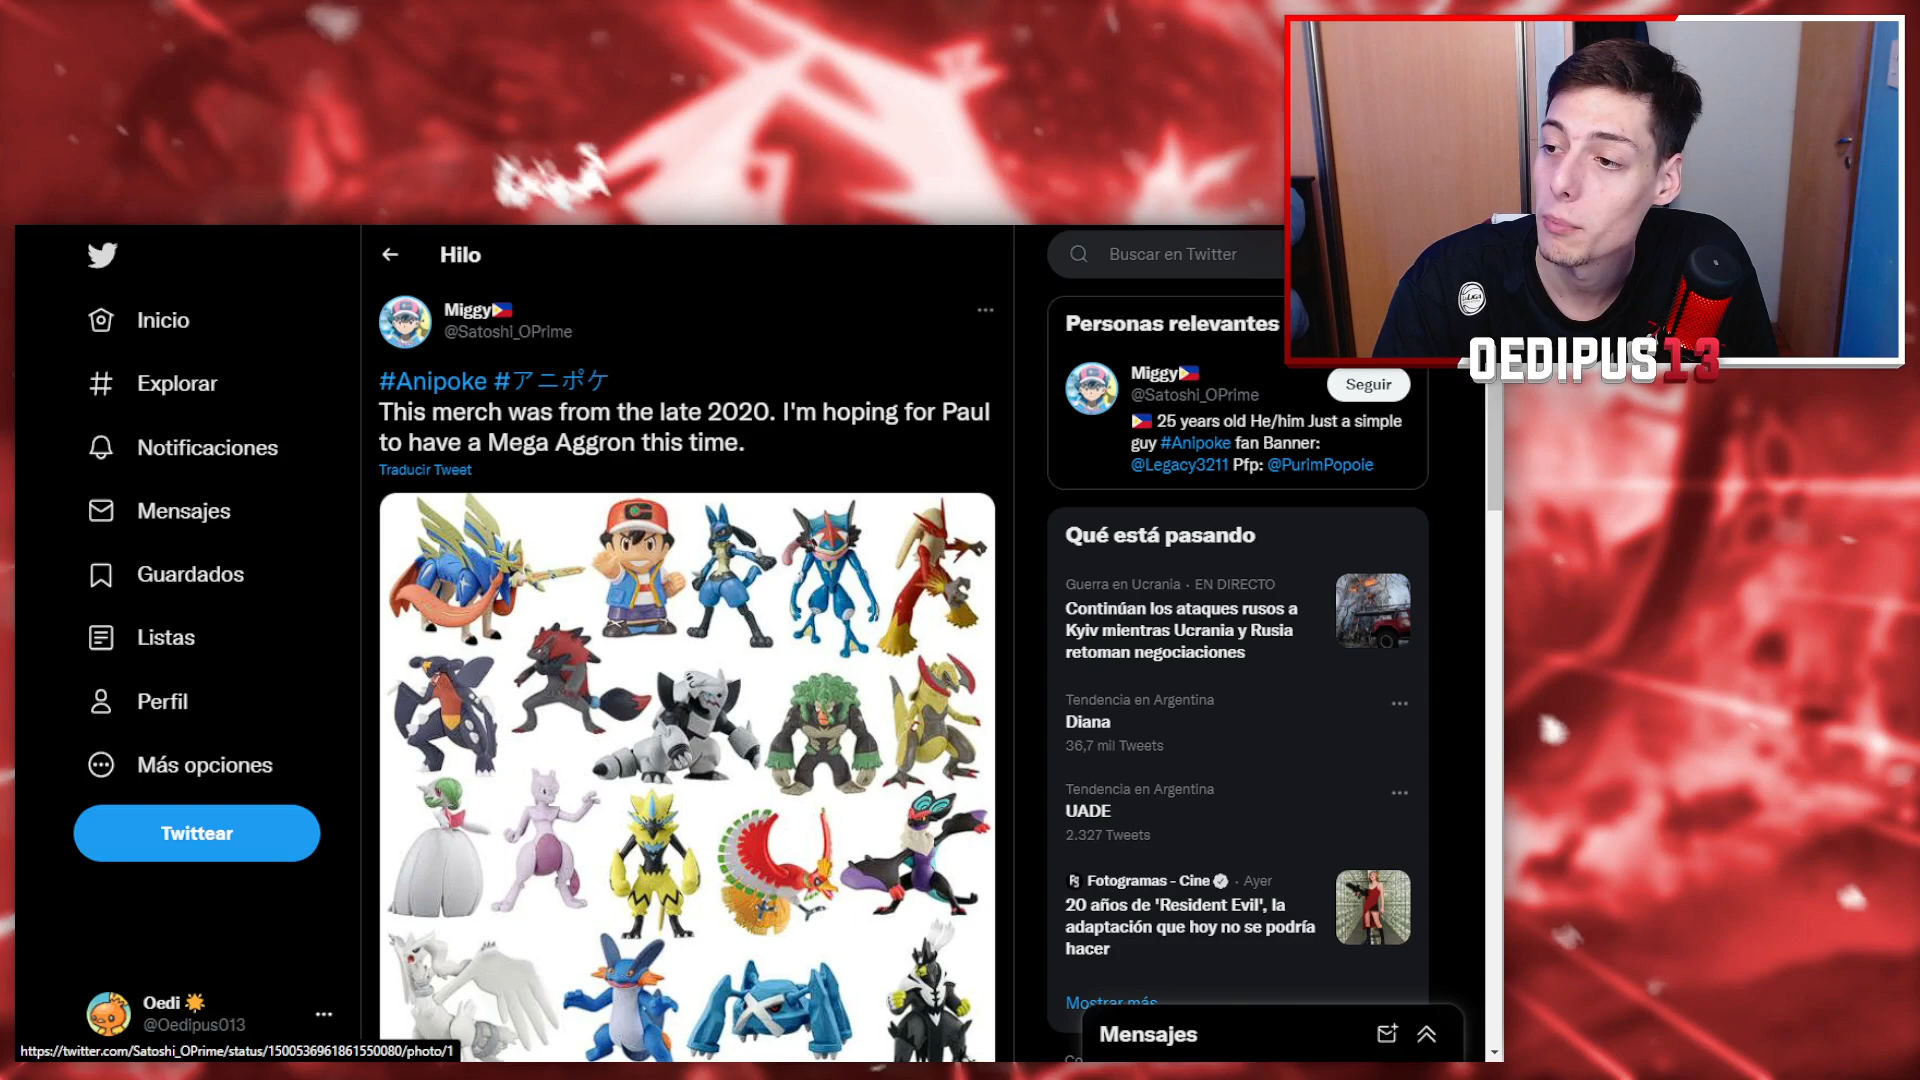 Inicio
Explorar
Notificaciones
Mensajes
Guardados
Listas
Perfil
Más opciones
Twittear
Oedi
@Oedipus013
https://twitter.com/Satoshi_OPrime/status/1500536961861550080/photo/1
Hilo
Miggy
@Satoshi_OPrime
#Anipoke #アニポケ
This merch was from the late 2020. I'm hoping for Paul
to have a Mega Aggron this time.
Traducir Tweet
Buscar en Twitter
Personas relevantes
Miggy
@Satoshi_OPrime
Seguir
25 years old He/him Just a simple
guy #Anipoke fan Banner:
@Legacy3211 Pfp: @PurimPopoie
Qué está pasando
Guerra en Ucrania · EN DIRECTO
Continúan los ataques rusos a
Kyiv mientras Ucrania y Rusia
retoman negociaciones
Tendencia en Argentina
Diana
36,7 mil Tweets
Tendencia en Argentina
UADE
2.327 Tweets
Fotogramas - Cine · Ayer
20 años de 'Resident Evil', la
adaptación que hoy no se podría
hacer
Mostrar más
Mensajes
OEDIPUS13